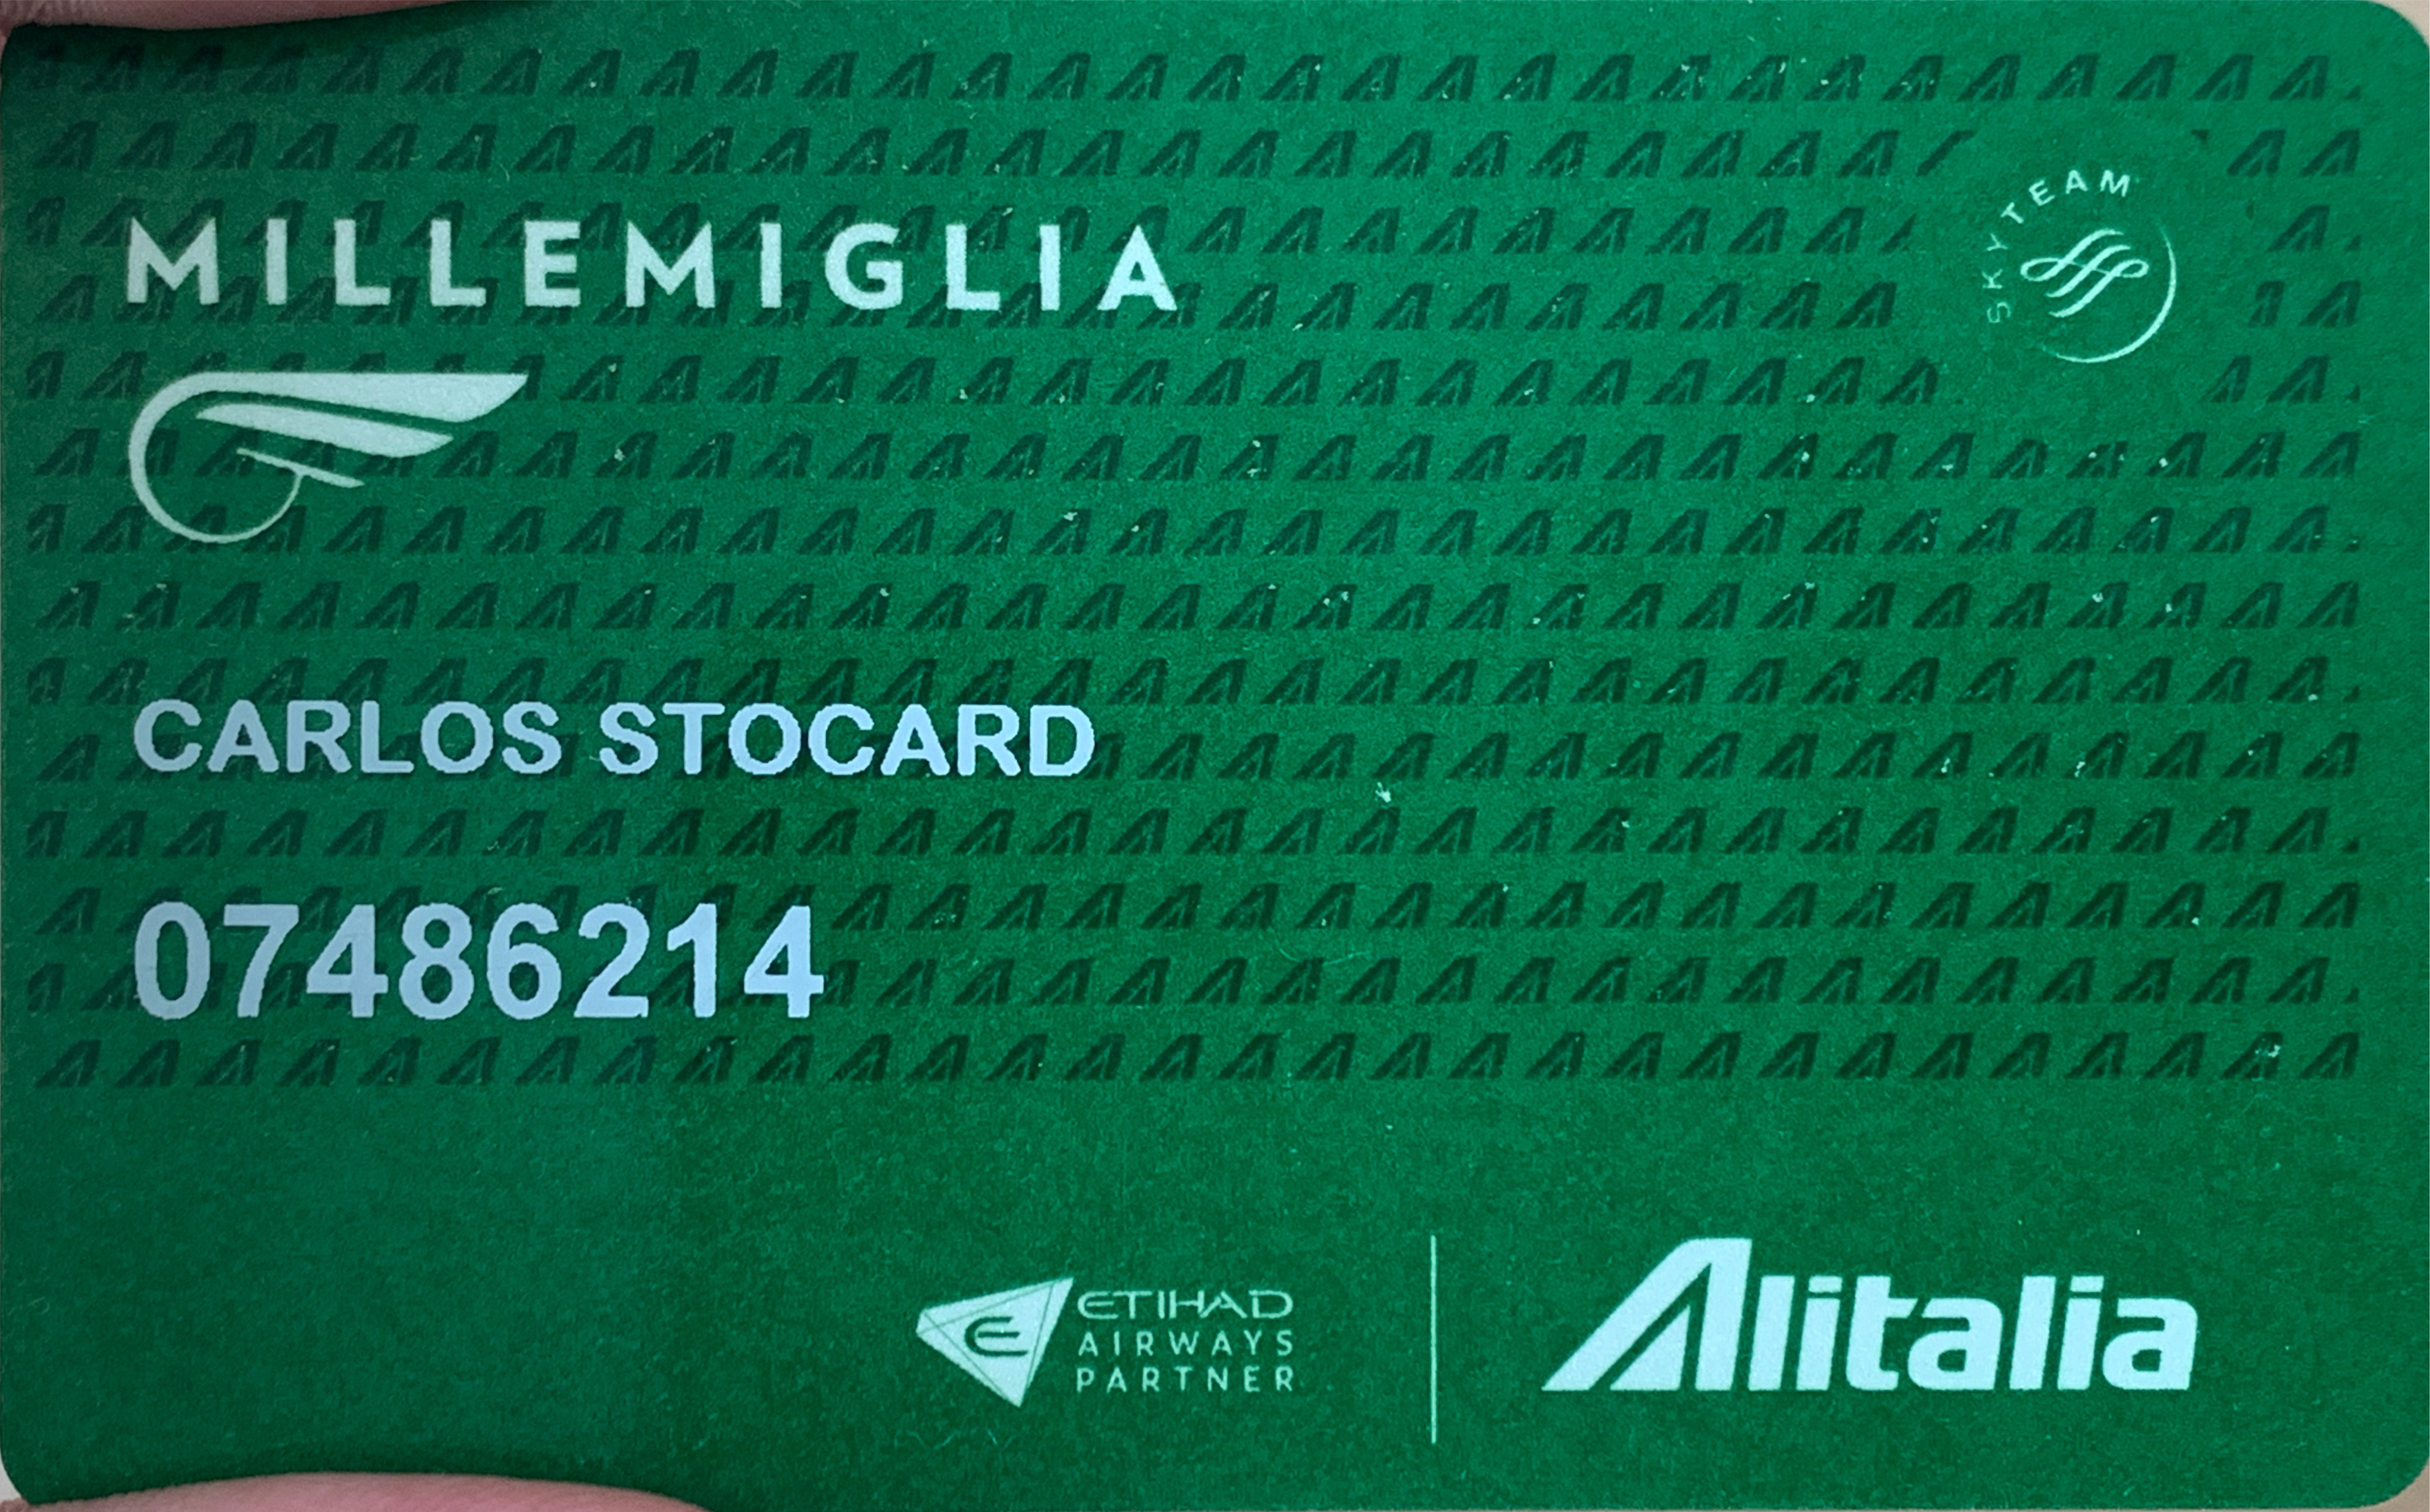 MILLEMIGLIA
SKYTEAM
CARLOS STOCARD
07486214
ETIHAD
AIRWAYS
PARTNER
Alitalia